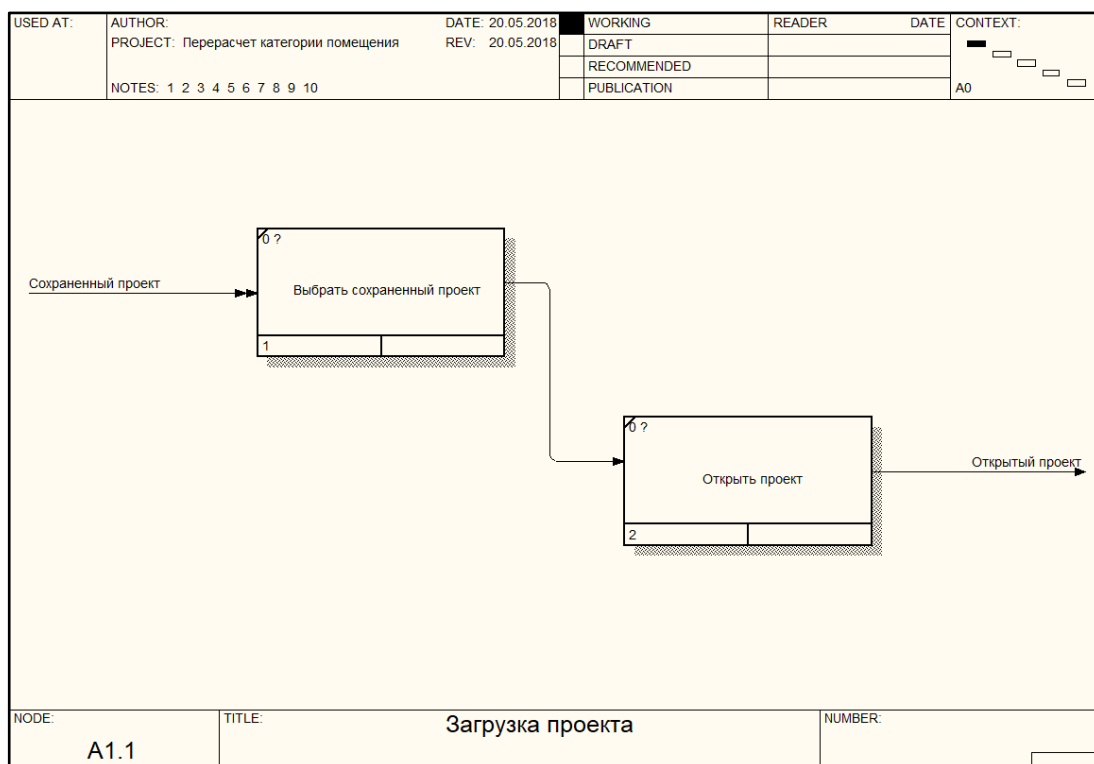 USED AT:
AUTHOR:
DATE: 20.05.2018
WORKING
READER
DATE
CONTEXT:
PROJECT: Перерасчет категории помещения
REV: 20.05.2018
DRAFT
RECOMMENDED
NOTES: 1 2 3 4 5 6 7 8 9 10
PUBLICATION
A0
0 ?
Сохраненный проект
Выбрать сохраненный проект
1
0 ?
Открытый проект
Открыть проект
2
NODE:
TITLE:
Загрузка проекта
NUMBER:
A1.1